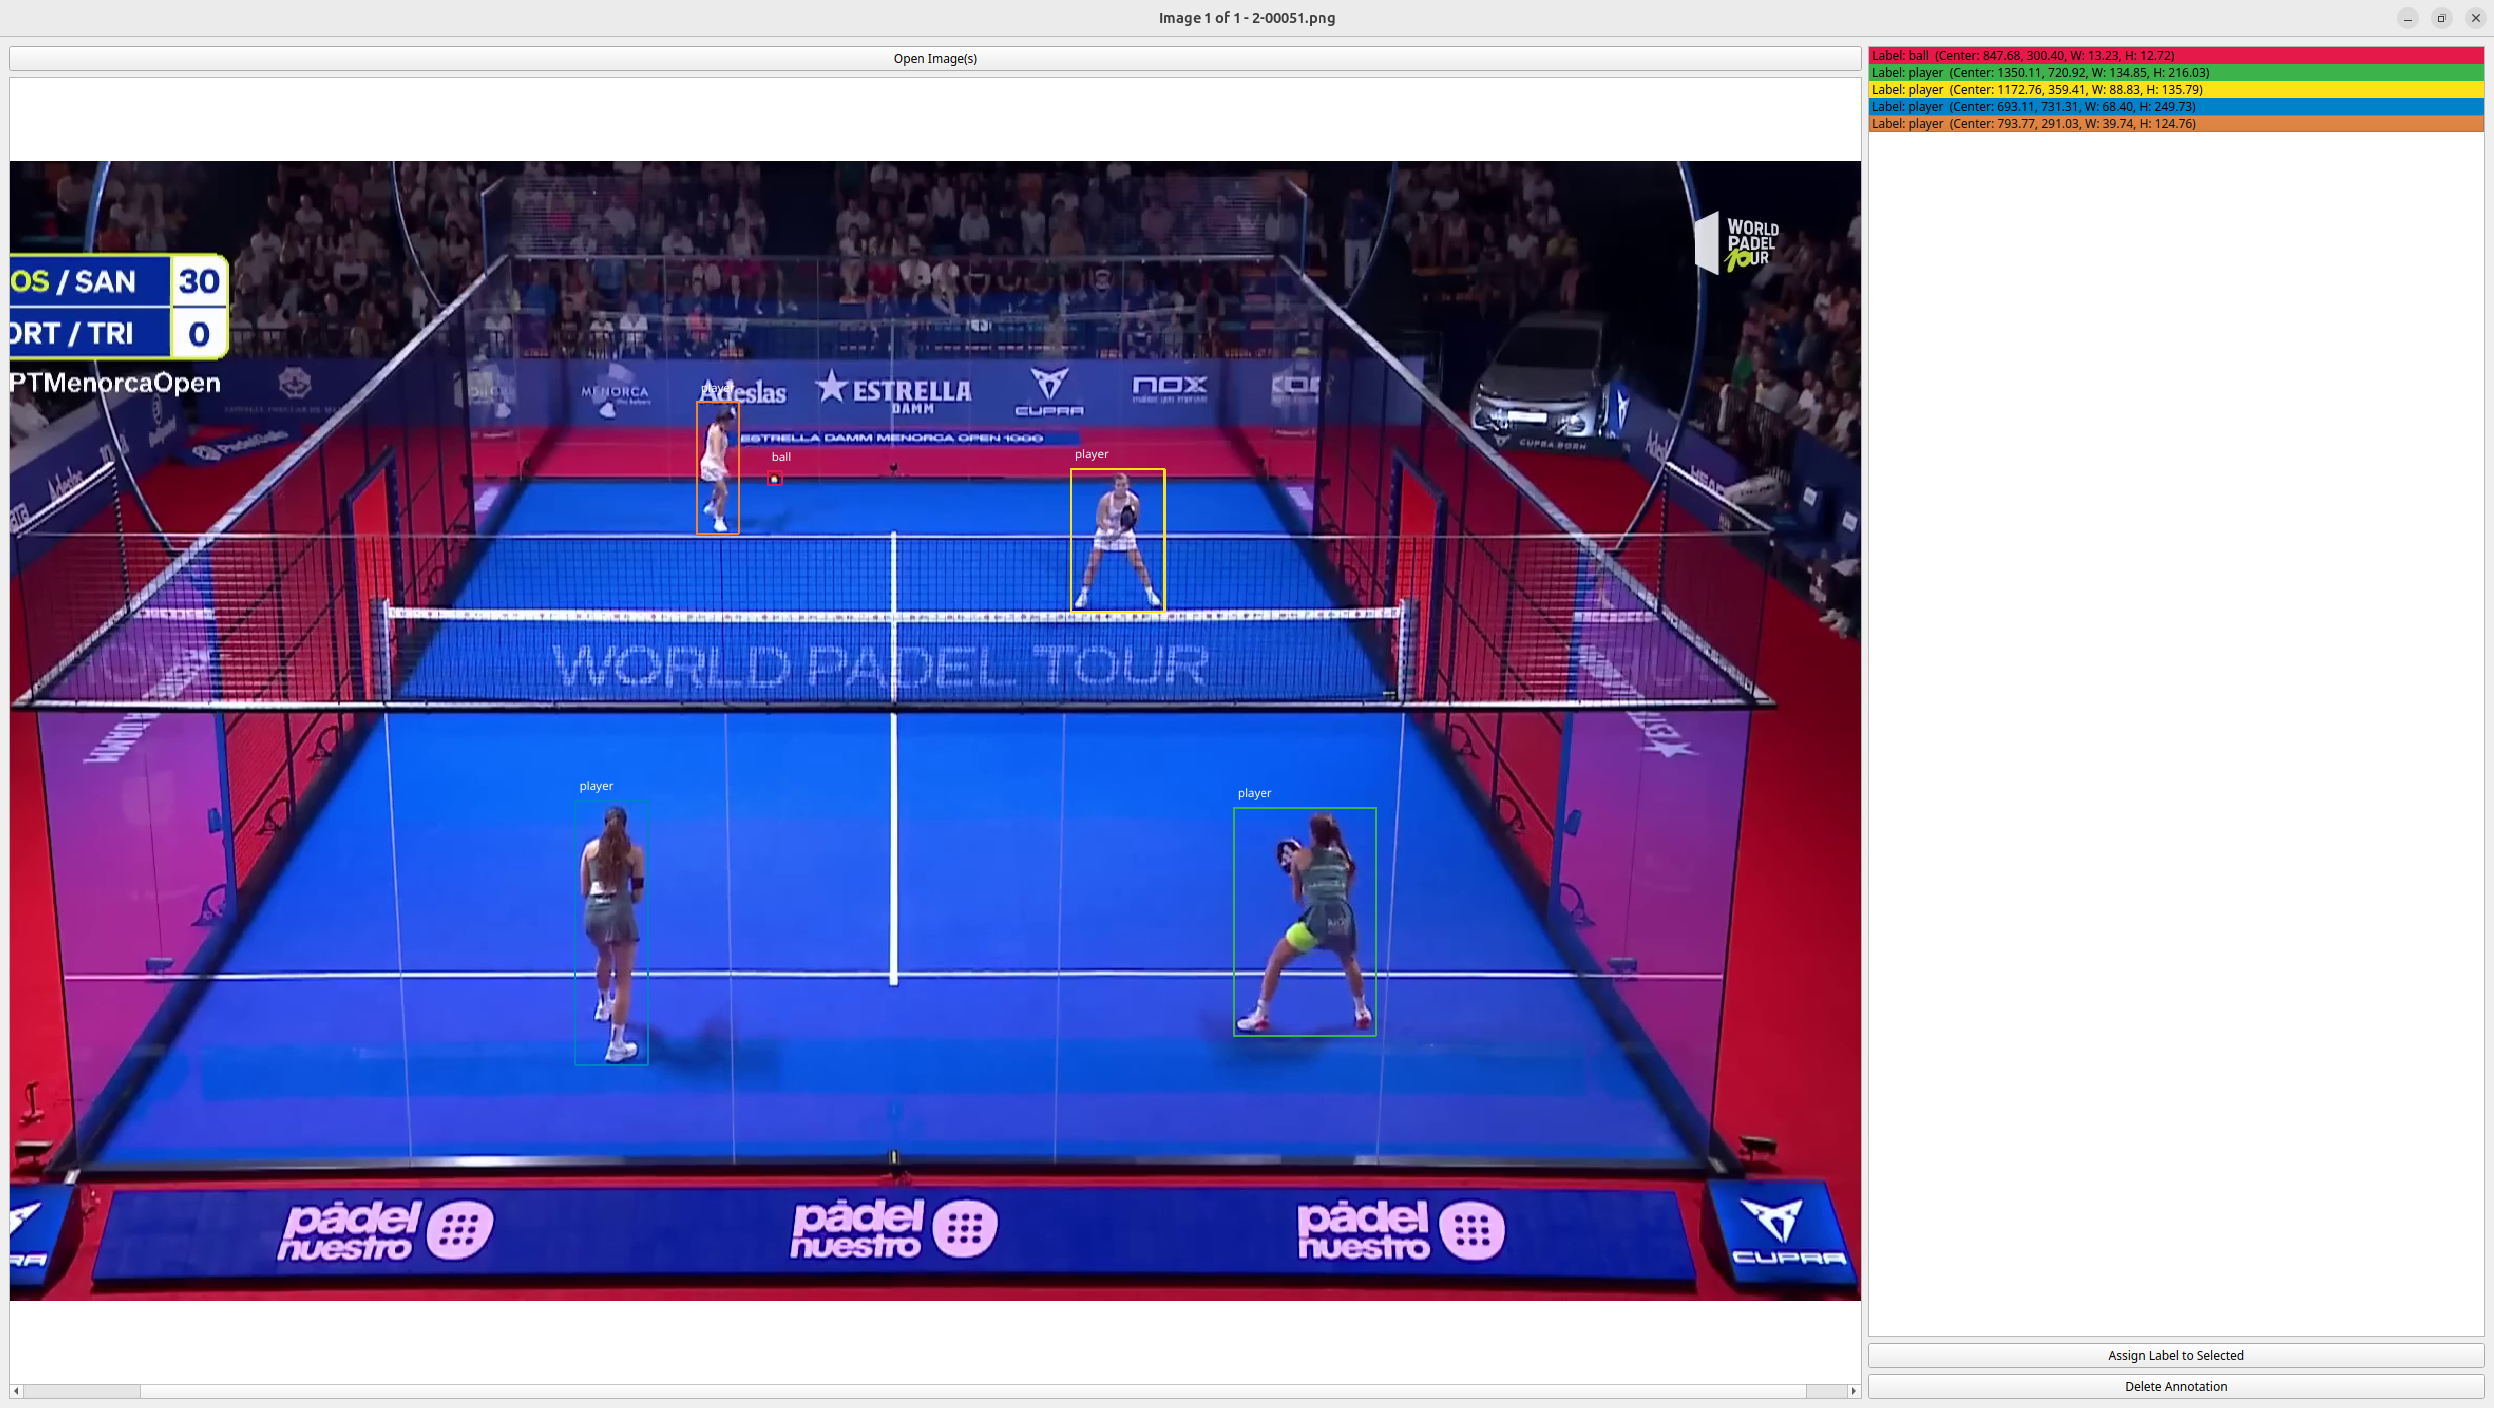 Image 1 of 1 - 2-00051.png
Open Image(s)
Label: ball (Center: 847.68, 300.40, W: 13.23, H: 12.72)
Label: player (Center: 1350.11, 720.92, W: 134.85, H: 216.03)
Label: player (Center: 1172.76, 359.41, W: 88.83, H: 135.79)
Label: player (Center: 693.11, 731.31, W: 68.40, H: 249.73)
Label: player (Center: 793.77, 291.03, W: 39.74, H: 124.76)
WORLD
PADEL
TOUR
OS / SAN 30
ORT / TRI 0
PTMenorcaOpen
MENORCA
player
Adeslas
ESTRELLA
DAMM
CUPRA
nox
ESTRELLA DAMM MENORCA OPEN 1000
CUPRA BORN
ball
player
WORLD PADEL TOUR
player
player
pádel
nuestro
pádel
nuestro
pádel
nuestro
CUPRA
Assign Label to Selected
Delete Annotation